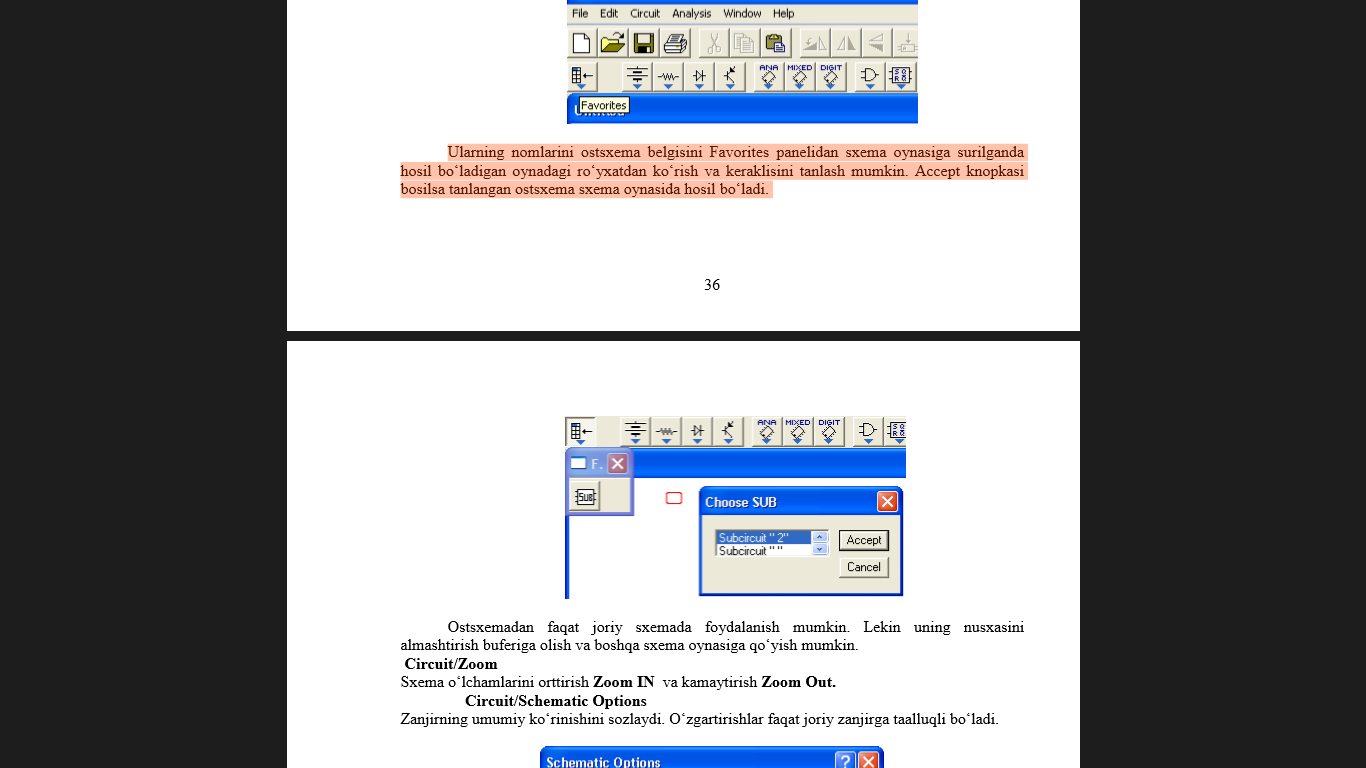 File Edit Circuit Analysis Window Help
ANA MIXED DIGIT
Favorites
Ularning nomlarini ostsxema belgisini Favorites panelidan sxema oynasiga surilganda
hosil bo‘ladigan oynadagi ro‘yxatdan ko‘rish va keraklisini tanlash mumkin. Accept knopkasi
bosilsa tanlangan ostsxema sxema oynasida hosil bo‘ladi.
36
ANA MIXED DIGIT
F.
SUB
Choose SUB
Subcircuit " 2"
Subcircuit " "
Accept
Cancel
Ostsxemadan faqat joriy sxemada foydalanish mumkin. Lekin uning nusxasini
almashtirish buferiga olish va boshqa sxema oynasiga qo‘yish mumkin.
Circuit/Zoom
Sxema o‘lchamlarini orttirish Zoom IN va kamaytirish Zoom Out.
Circuit/Schematic Options
Zanjirning umumiy ko‘rinishini sozlaydi. O‘zgartirishlar faqat joriy zanjirga taalluqli bo‘ladi.
Schematic Options